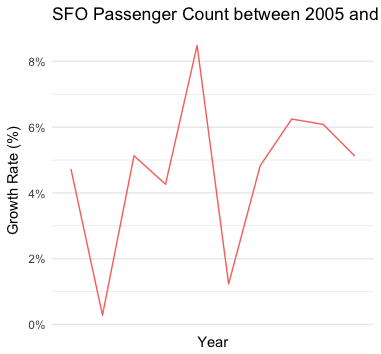 SFO Passenger Count between 2005 and
8%
6%
Growth Rate (%)
4%
2%
0%
Year